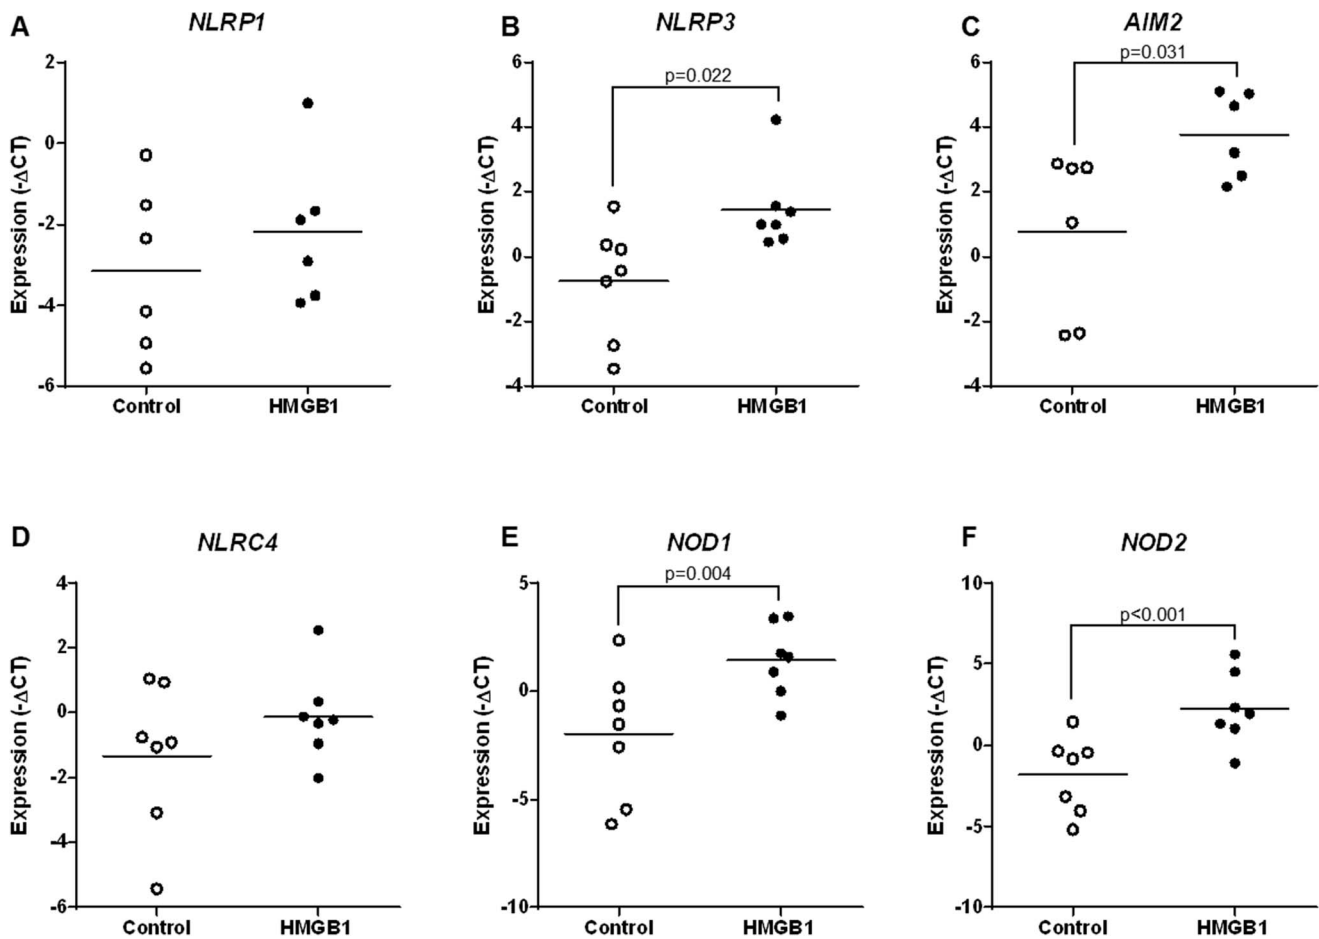 A
NLRP1
Expression (-ΔCT)
2
0
-2
-4
-6
Control
HMGB1
B
NLRP3
Expression (-ΔCT)
6
4
2
0
-2
-4
p=0.022
Control
HMGB1
C
AIM2
Expression (-ΔCT)
6
4
2
0
-2
-4
p=0.031
Control
HMGB1
D
NLRC4
Expression (-ΔCT)
4
2
0
-2
-4
-6
Control
HMGB1
E
NOD1
Expression (-ΔCT)
5
0
-5
-10
p=0.004
Control
HMGB1
F
NOD2
Expression (-ΔCT)
10
5
0
-5
-10
p<0.001
Control
HMGB1